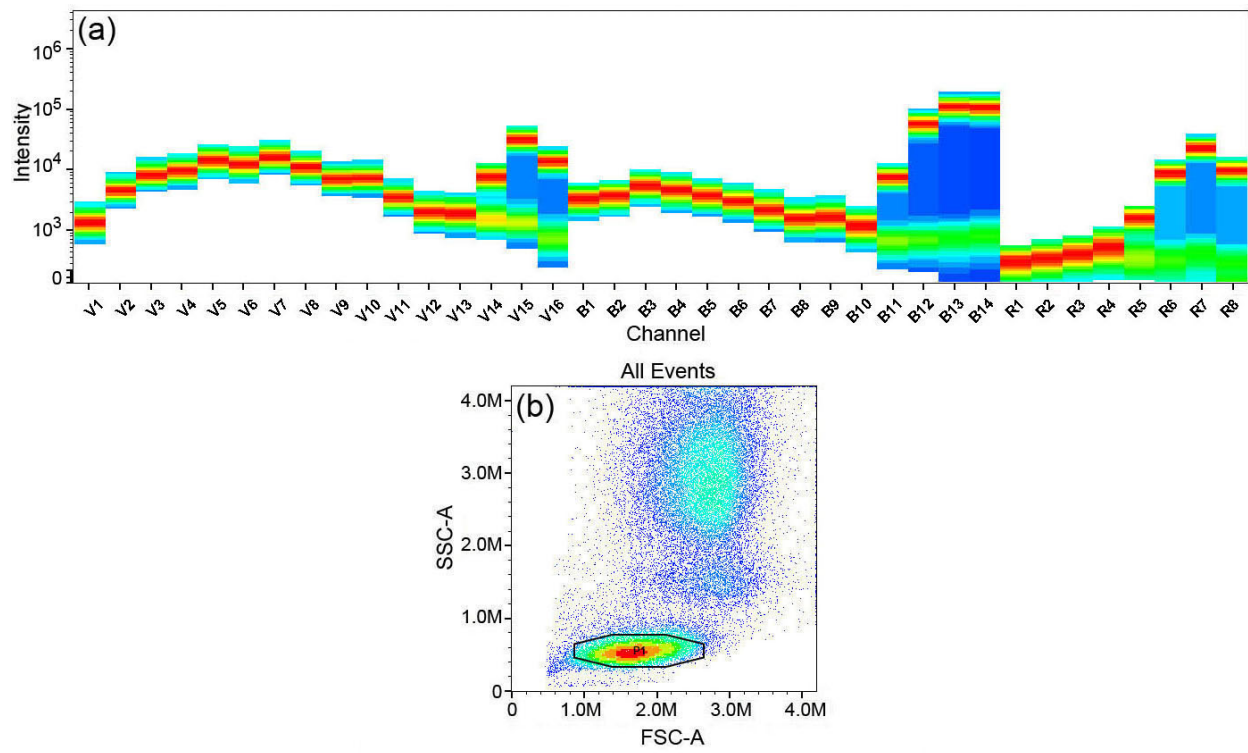 (a)
Intensity
10⁶
10⁵
10⁴
10³
0
V1 V2 V3 V4 V5 V6 V7 V8 V9 V10 V11 V12 V13 V14 V15 V16 B1 B2 B3 B4 B5 B6 B7 B8 B9 B10 B11 B12 B13 B14 R1 R2 R3 R4 R5 R6 R7 R8
Channel
All Events
(b)
SSC-A
4.0M
3.0M
2.0M
1.0M
0
P1
0 1.0M 2.0M 3.0M 4.0M
FSC-A